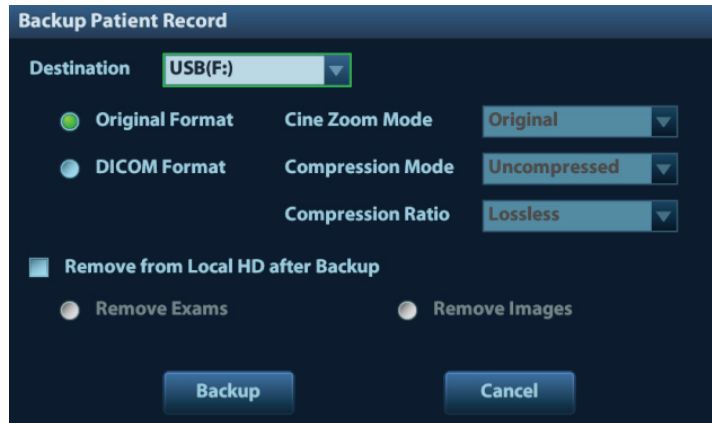 Backup Patient Record
Destination USB(F:)
Original Format Cine Zoom Mode Original
DICOM Format Compression Mode Uncompressed
Compression Ratio Lossless
Remove from Local HD after Backup
Remove Exams Remove Images
Backup Cancel